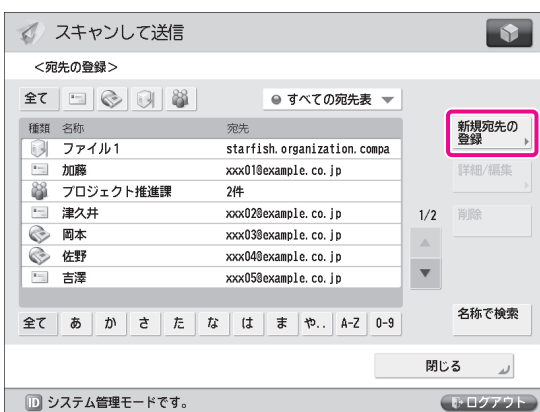 スキャンして送信
<宛先の登録>
全て
すべての宛先表
種類 名称 宛先
ファイル1 starfish.organization.compa
加藤 xxx01@example.co.jp
プロジェクト推進課 2件
津久井 xxx02@example.co.jp
岡本 xxx03@example.co.jp
佐野 xxx04@example.co.jp
吉澤 xxx05@example.co.jp
1/2
新規宛先の
登録
詳細/編集
削除
名称で検索
全て あ か さ た な は ま や.. A-Z 0-9
閉じる
ID システム管理モードです。
ログアウト